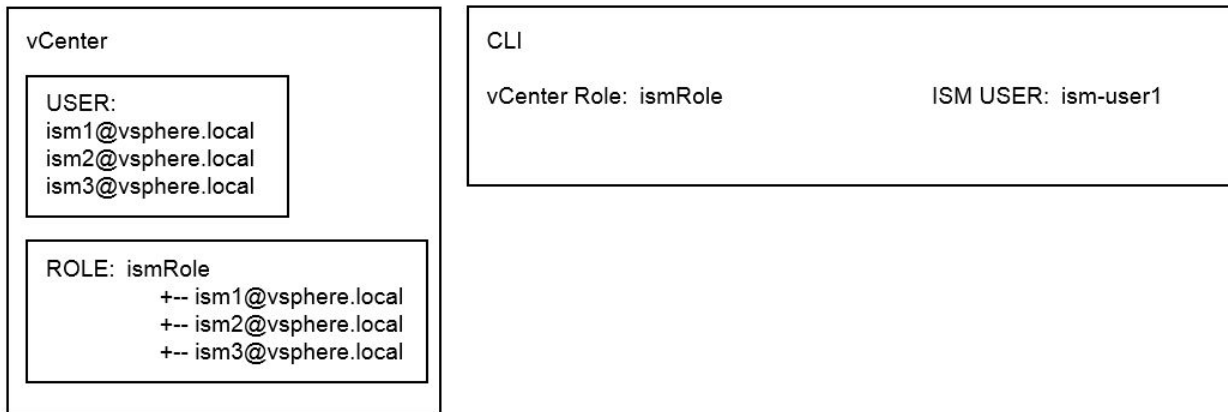 vCenter
USER:
ism1@vsphere.local
ism2@vsphere.local
ism3@vsphere.local
ROLE: ismRole
+-- ism1@vsphere.local
+-- ism2@vsphere.local
+-- ism3@vsphere.local
CLI
vCenter Role: ismRole ISM USER: ism-user1